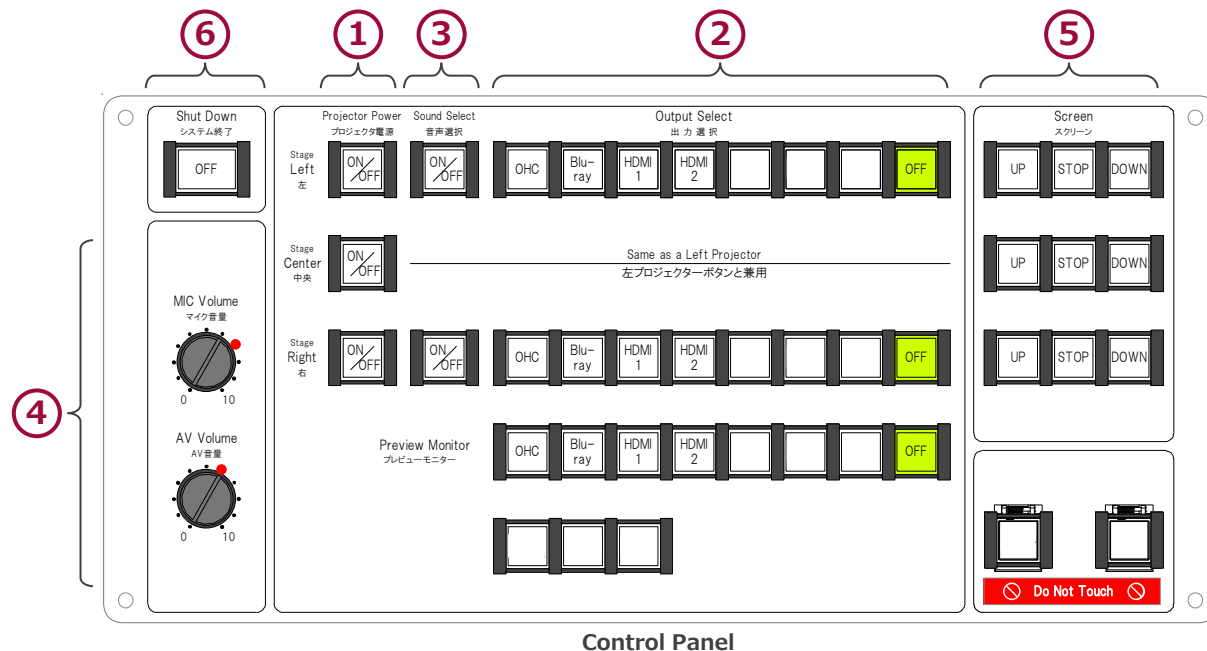 ⑥
①
③
②
⑤
Shut Down
システム終了
OFF
Projector Power
プロジェクタ電源
Sound Select
音声選択
Output Select
出力選択
Screen
スクリーン
Stage
Left
左
ON/OFF
ON/OFF
OHC
Blu-
ray
HDMI
1
HDMI
2
OFF
UP
STOP
DOWN
Stage
Center
中央
ON/OFF
Same as a Left Projector
左プロジェクターボタンと兼用
UP
STOP
DOWN
Stage
Right
右
ON/OFF
ON/OFF
OHC
Blu-
ray
HDMI
1
HDMI
2
OFF
UP
STOP
DOWN
④
MIC Volume
マイク音量
0 10
AV Volume
AV音量
0 10
Preview Monitor
プレビューモニター
OHC
Blu-
ray
HDMI
1
HDMI
2
OFF
Do Not Touch
Control Panel